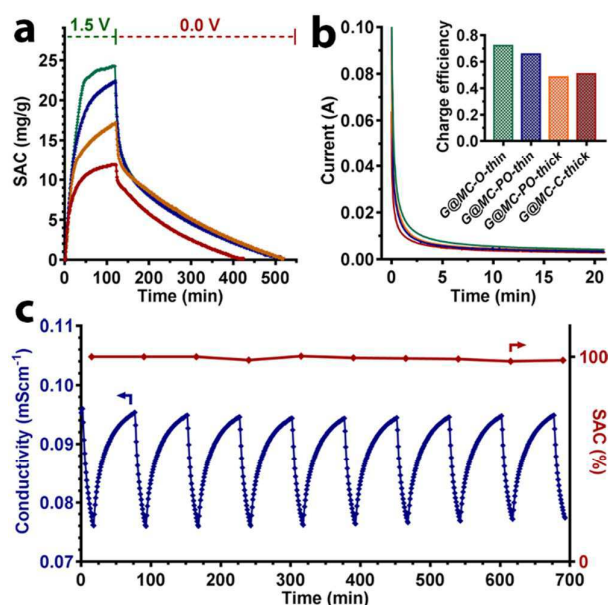 a
1.5 V
0.0 V
SAC (mg/g)
25
20
15
10
5
0
0 100 200 300 400 500
Time (min)
b
Current (A)
0.10
0.08
0.06
0.04
0.02
0.00
0 5 10 15 20
Time (min)
Charge efficiency
0.8
0.6
0.4
0.2
0.0
G@MC-O-thin
G@MC-PO-thin
G@MC-PO-thick
G@MC-C-thick
c
Conductivity (mScm⁻¹)
0.11
0.10
0.09
0.08
0.07
0 100 200 300 400 500 600 700
Time (min)
100
0
SAC (%)